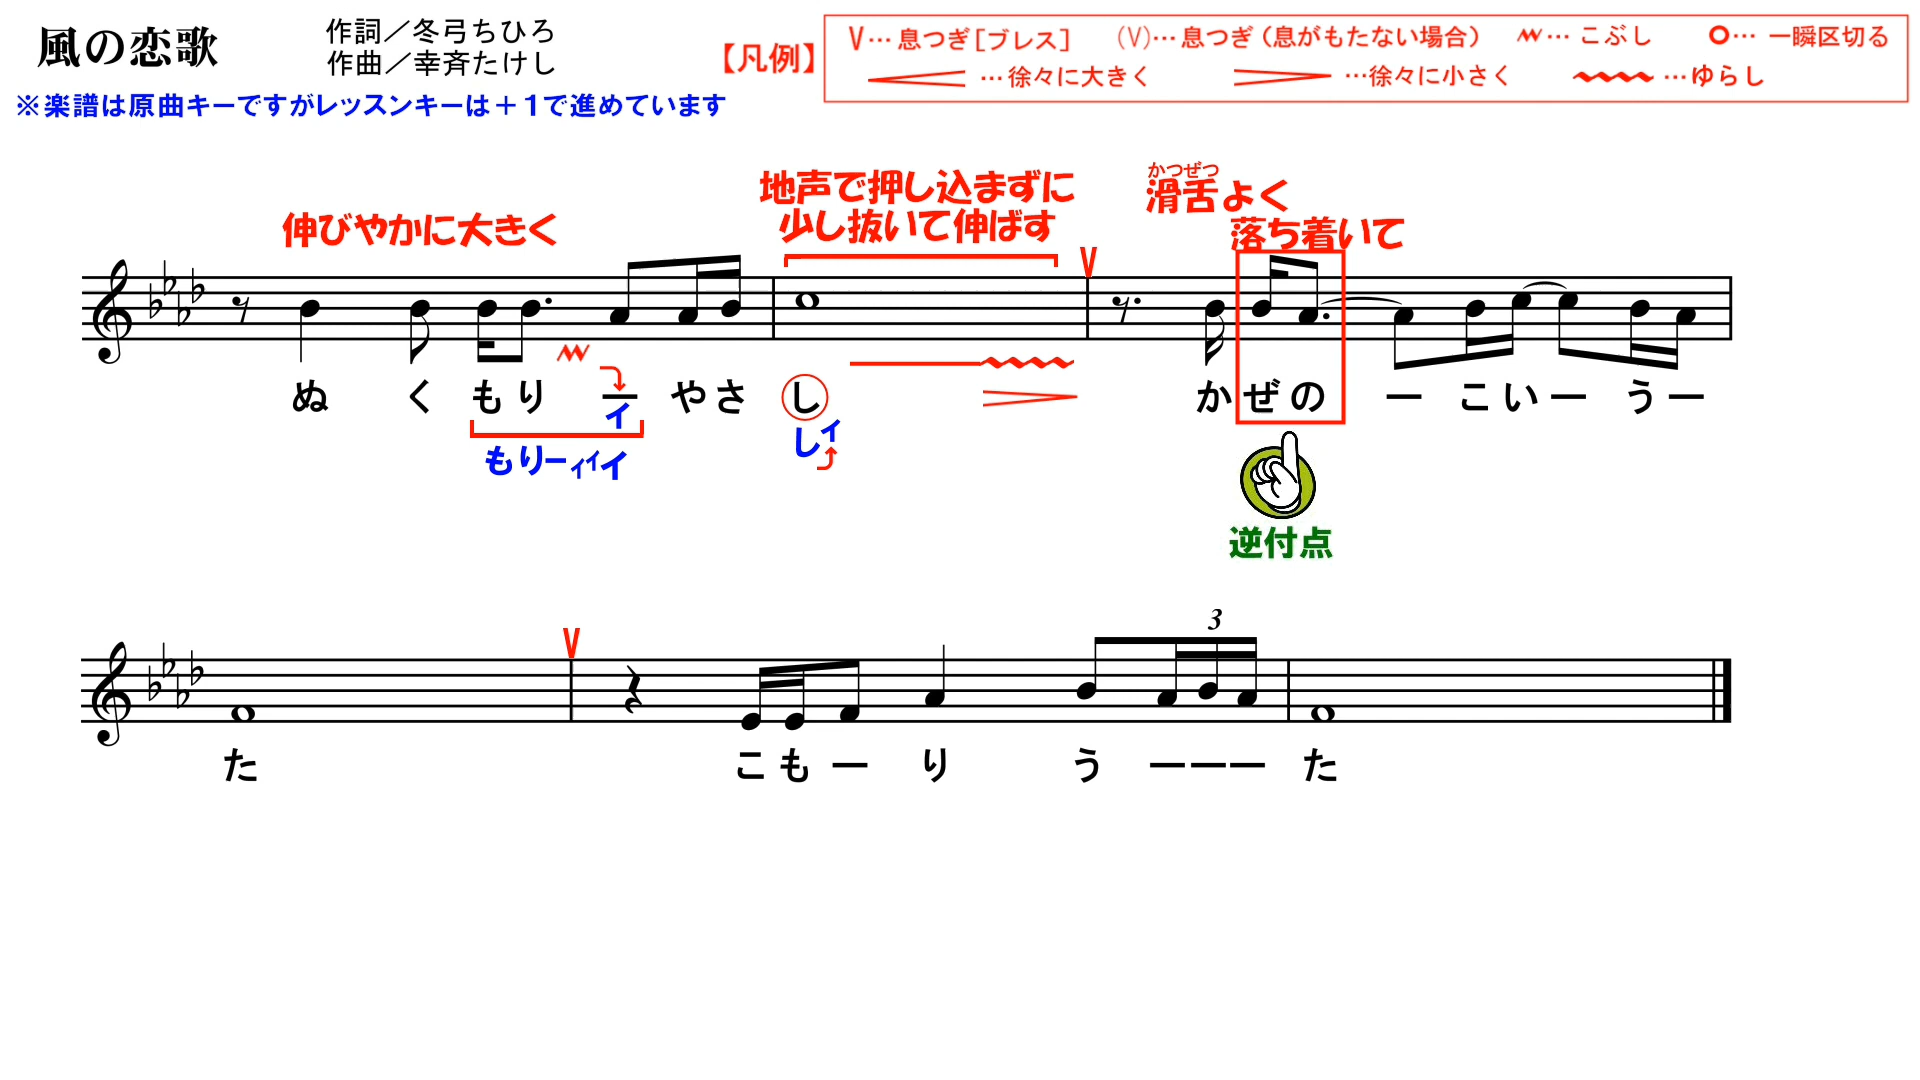 風の恋歌
作詞／冬弓ちひろ
作曲／幸斉たけし
※楽譜は原曲キーですがレッスンキーは＋1で進めています
【凡例】
V… 息つぎ[ブレス] (V)… 息つぎ（息がもたない場合） … こぶし … 一瞬区切る
…徐々に大きく …徐々に小さく …ゆらし
伸びやかに大きく
地声で押し込まずに
少し抜いて伸ばす
かつぜつ
滑舌よく
落ち着いて
V
ぬ く も り ー や さ し か ぜ の ー こ い ー う ー
イ
もりーィィイ
しィ
逆付点
V
3
た こ も ー り う ー ー ー た